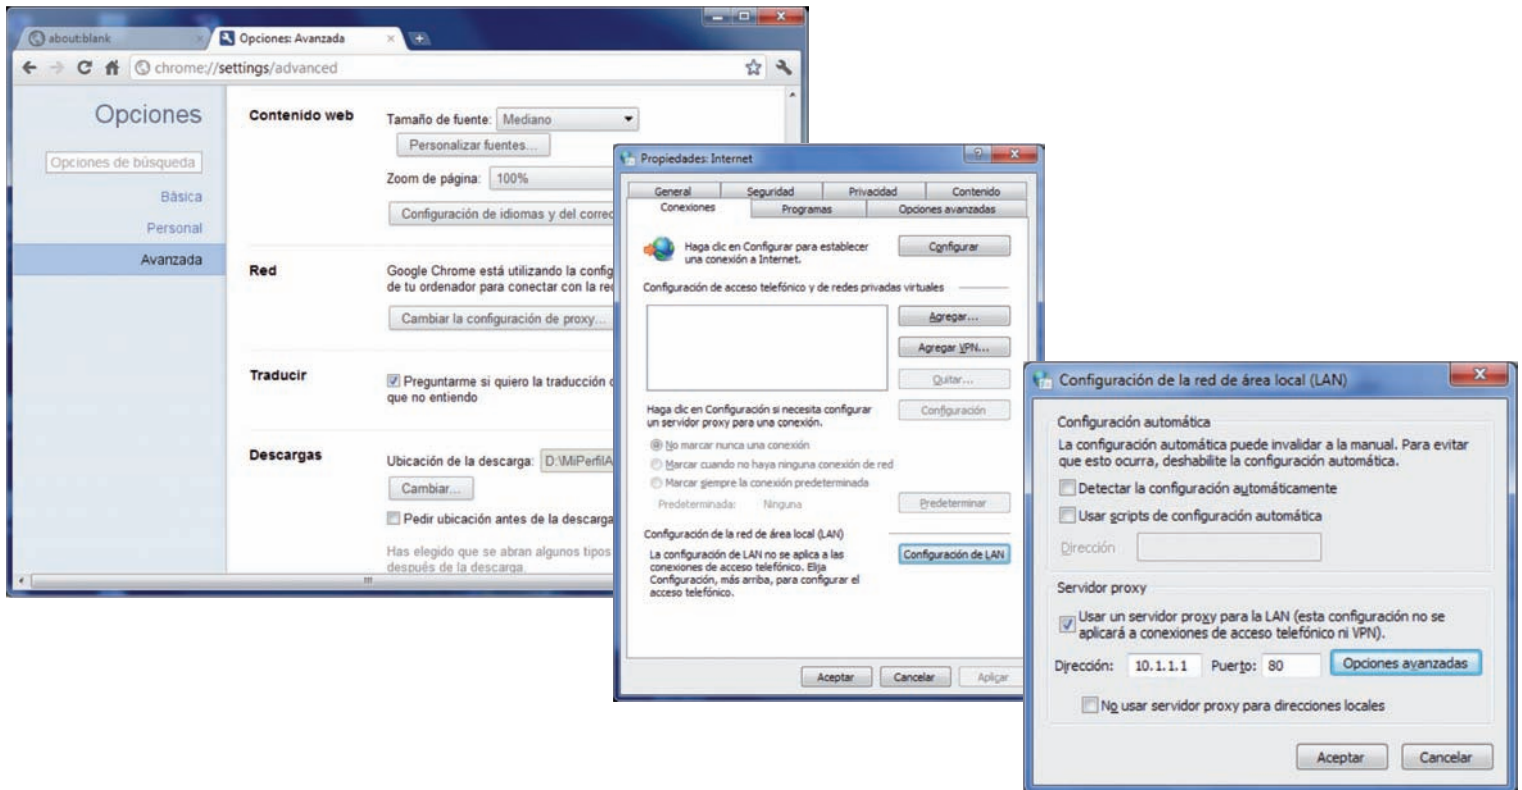 about:blank
Opciones: Avanzada
chrome://settings/advanced
Opciones
Opciones de búsqueda
Básica
Personal
Avanzada
Contenido web
Tamaño de fuente: Mediano
Personalizar fuentes...
Zoom de página: 100%
Configuración de idiomas y del correc
Red
Google Chrome está utilizando la config
de tu ordenador para conectar con la re
Cambiar la configuración de proxy...
Traducir
Preguntarme si quiero la traducción
que no entiendo
Descargas
Ubicación de la descarga: D:\MiPerfilA
Cambiar...
Pedir ubicación antes de la descarga
Has elegido que se abran algunos tipos
después de la descarga.
Propiedades: Internet
General Seguridad Privacidad Contenido
Conexiones Programas Opciones avanzadas
Haga clic en Configurar para establecer
una conexión a Internet.
Configurar
Configuración de acceso telefónico y de redes privadas virtuales
Agregar...
Agregar VPN...
Quitar...
Haga clic en Configuración si necesita configurar
un servidor proxy para una conexión.
Configuración
No marcar nunca una conexión
Marcar cuando no haya ninguna conexión de red
Marcar siempre la conexión predeterminada
Predeterminada: Ninguna
Predeterminar
Configuración de la red de área local (LAN)
La configuración de LAN no se aplica a las
conexiones de acceso telefónico. Elija
Configuración, más arriba, para configurar el
acceso telefónico.
Configuración de LAN
Aceptar Cancelar Aplicar
Configuración de la red de área local (LAN)
Configuración automática
La configuración automática puede invalidar a la manual. Para evitar
que esto ocurra, deshabilite la configuración automática.
Detectar la configuración automáticamente
Usar scripts de configuración automática
Dirección
Servidor proxy
Usar un servidor proxy para la LAN (esta configuración no se
aplicará a conexiones de acceso telefónico ni VPN).
Dirección: 10.1.1.1 Puerto: 80 Opciones avanzadas
No usar servidor proxy para direcciones locales
Aceptar Cancelar